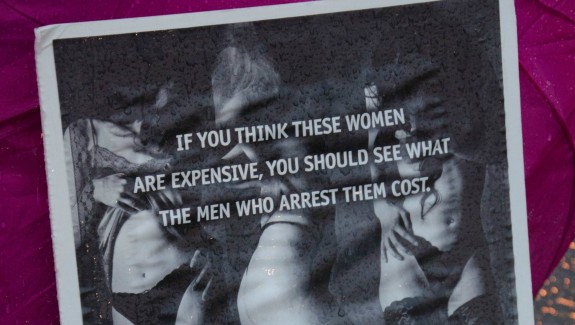 IF YOU THINK THESE WOMEN
ARE EXPENSIVE, YOU SHOULD SEE WHAT
THE MEN WHO ARREST THEM COST.